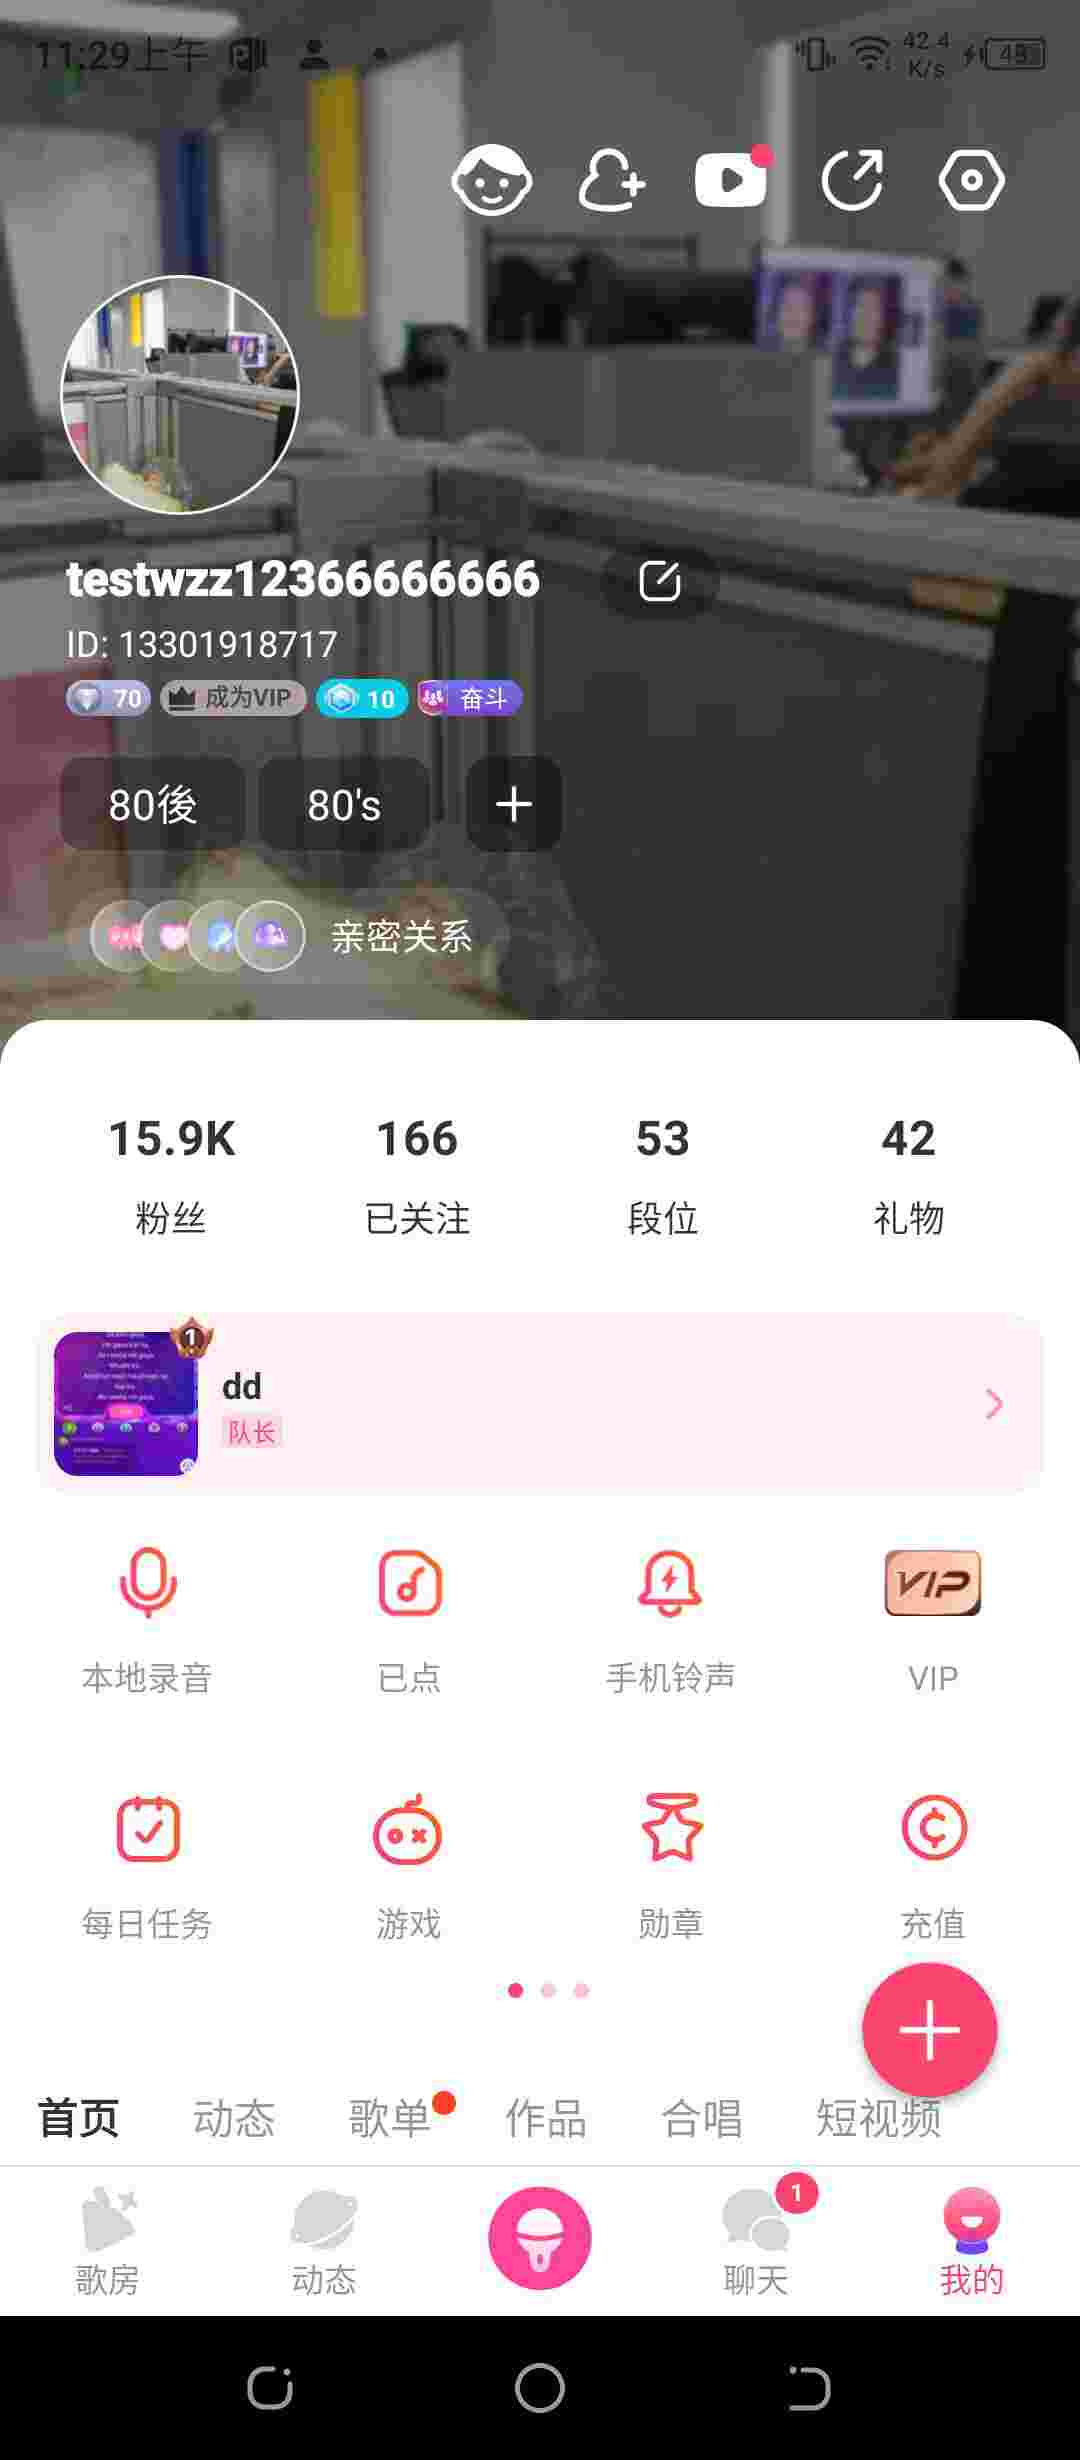 11:29上午
42.4
K/s
48
testwzz12366666666
ID: 13301918717
70 成为VIP 10 奋斗
80後 80's
亲密关系
15.9K 166 53 42
粉丝 已关注 段位 礼物
1
dd
队长
VIP
本地录音 已点 手机铃声 VIP
每日任务 游戏 勋章 充值
首页 动态 歌单 作品 合唱 短视频
1
歌房 动态 聊天 我的